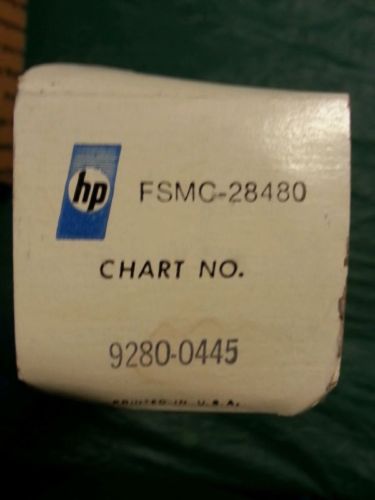 hp FSMC-28480
CHART NO.
9280-0445
PRINTED IN U.S.A.